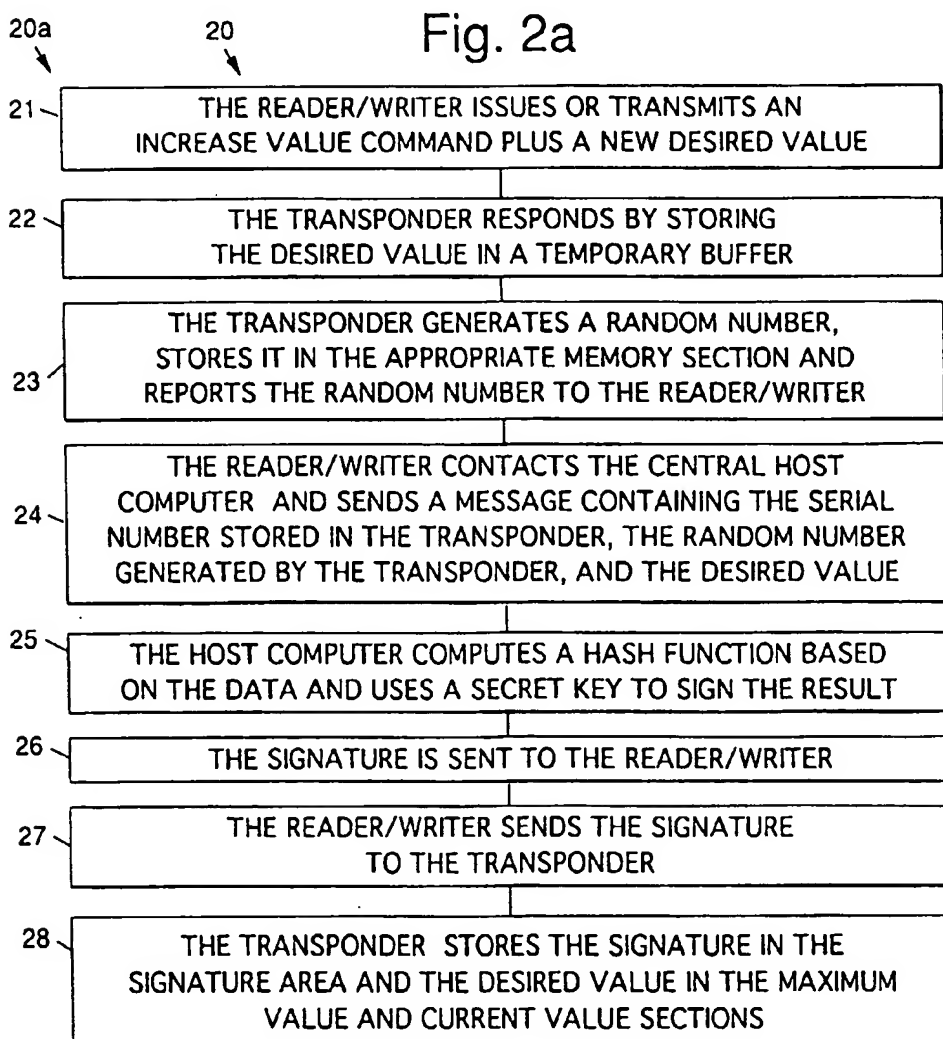 20a
20
Fig. 2a
21
THE READER/WRITER ISSUES OR TRANSMITS AN
INCREASE VALUE COMMAND PLUS A NEW DESIRED VALUE
22
THE TRANSPONDER RESPONDS BY STORING
THE DESIRED VALUE IN A TEMPORARY BUFFER
23
THE TRANSPONDER GENERATES A RANDOM NUMBER,
STORES IT IN THE APPROPRIATE MEMORY SECTION AND
REPORTS THE RANDOM NUMBER TO THE READER/WRITER
24
THE READER/WRITER CONTACTS THE CENTRAL HOST
COMPUTER AND SENDS A MESSAGE CONTAINING THE SERIAL
NUMBER STORED IN THE TRANSPONDER, THE RANDOM NUMBER
GENERATED BY THE TRANSPONDER, AND THE DESIRED VALUE
25
THE HOST COMPUTER COMPUTES A HASH FUNCTION BASED
ON THE DATA AND USES A SECRET KEY TO SIGN THE RESULT
26
THE SIGNATURE IS SENT TO THE READER/WRITER
27
THE READER/WRITER SENDS THE SIGNATURE
TO THE TRANSPONDER
28
THE TRANSPONDER STORES THE SIGNATURE IN THE
SIGNATURE AREA AND THE DESIRED VALUE IN THE MAXIMUM
VALUE AND CURRENT VALUE SECTIONS